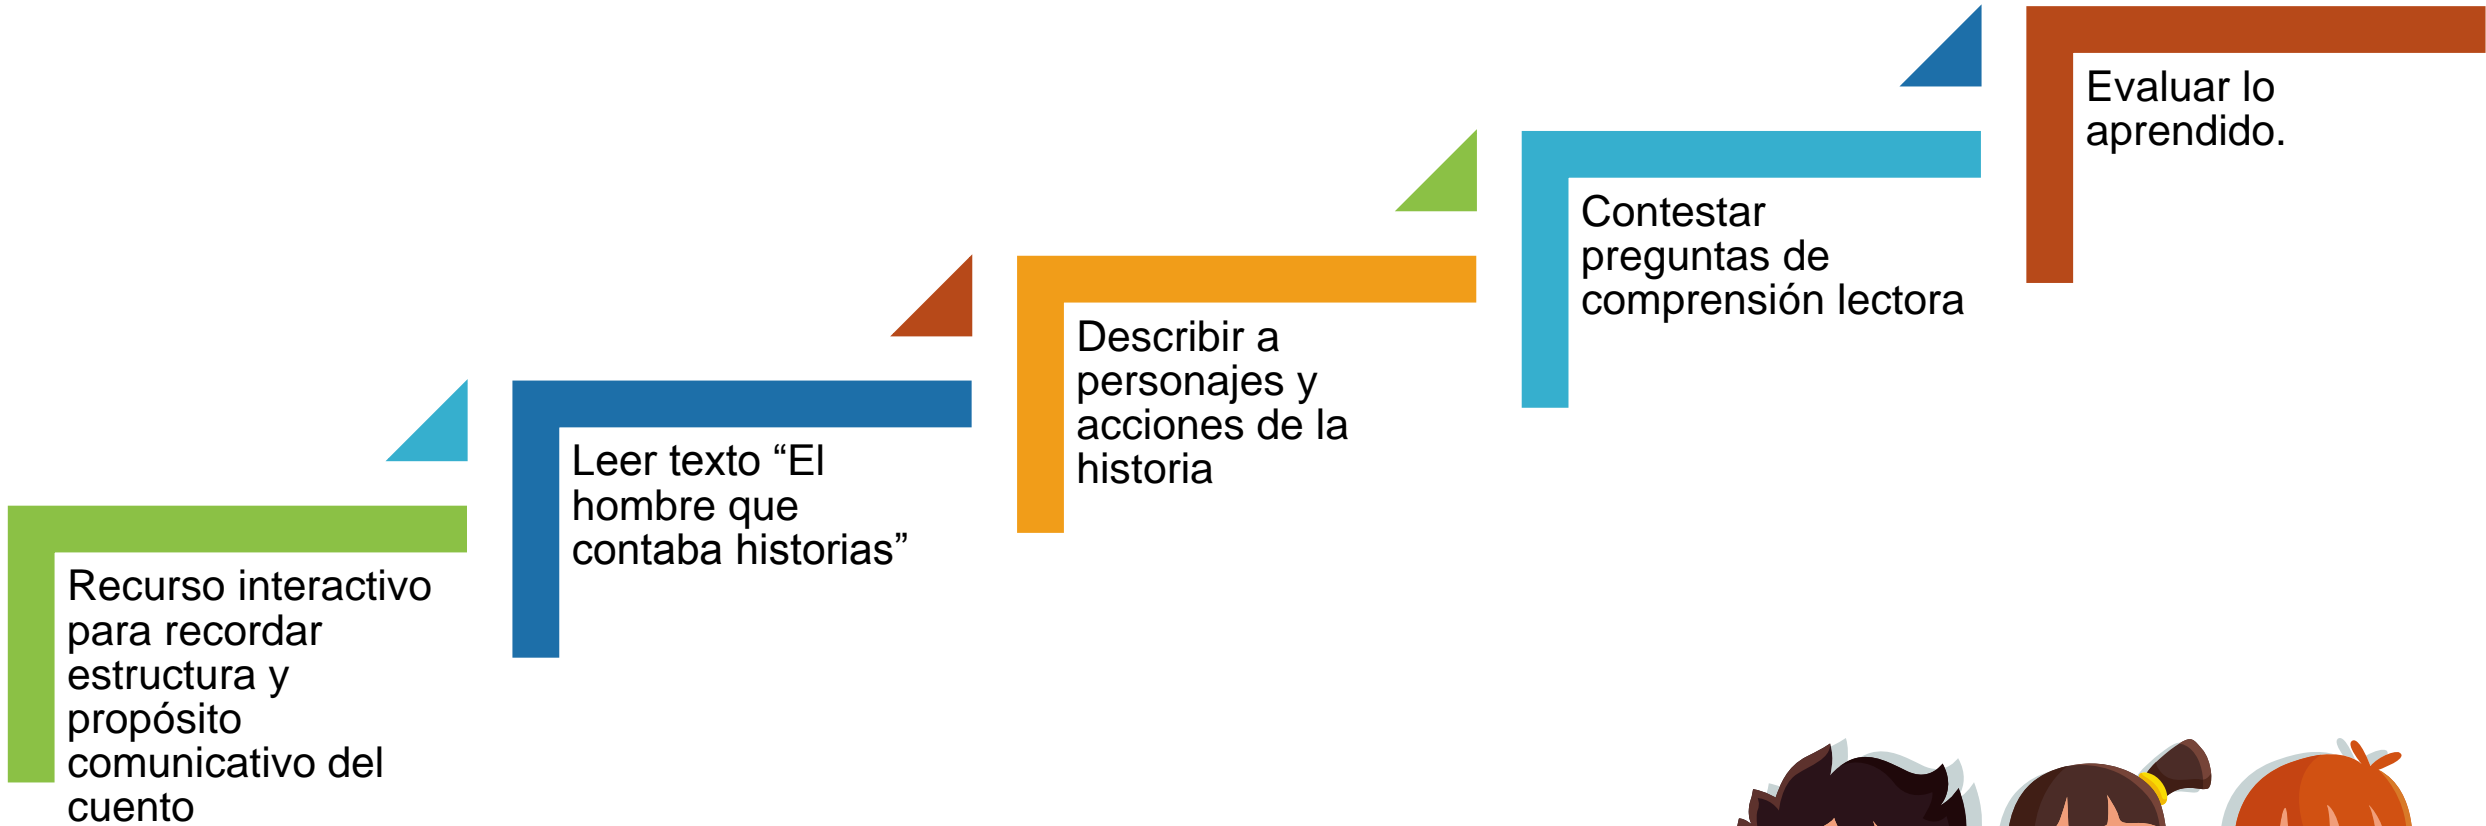 Recurso interactivo
para recordar
estructura y
propósito
comunicativo del
cuento
Leer texto “El
hombre que
contaba historias”
Describir a
personajes y
acciones de la
historia
Contestar
preguntas de
comprensión lectora
Evaluar lo
aprendido.